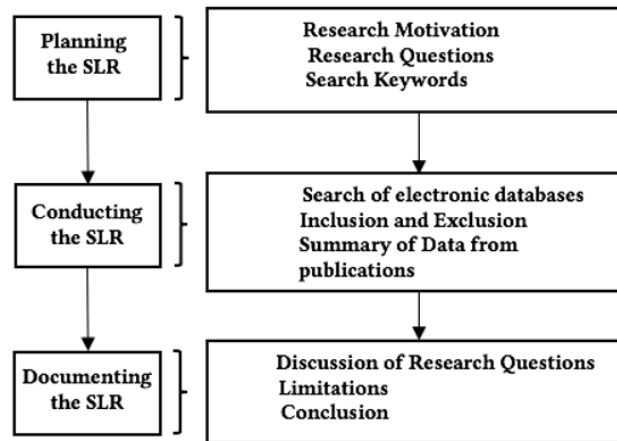 Planning
the SLR
Research Motivation
Research Questions
Search Keywords
Conducting
the SLR
Search of electronic databases
Inclusion and Exclusion
Summary of Data from
publications
Documenting
the SLR
Discussion of Research Questions
Limitations
Conclusion